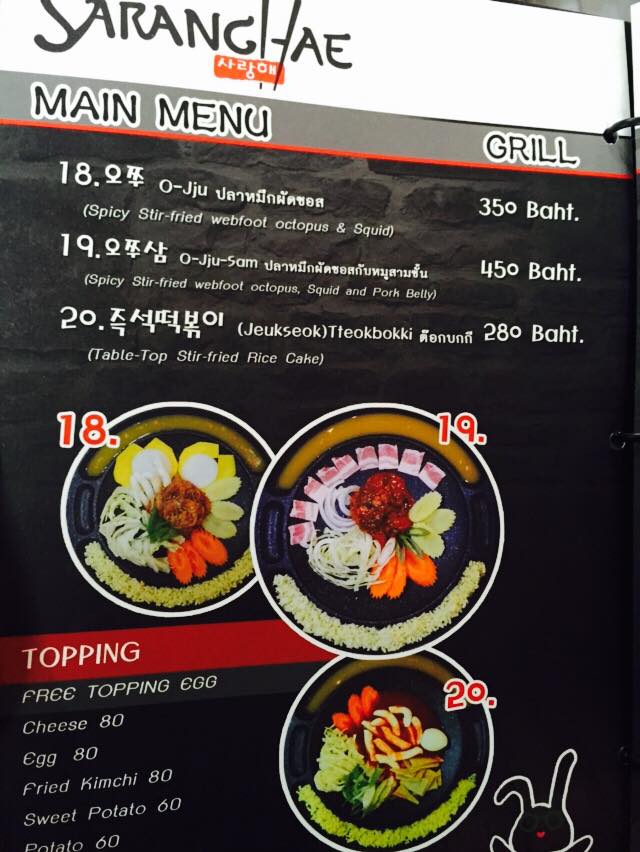 SARANGHAE
사랑해
MAIN MENU
GRILL
18.오쭈 O-Jju ปลาหมึกผัดซอส 350 Baht.
(Spicy Stir-fried webfoot octopus & Squid)
19.오쭈삼 O-Jju-Sam ปลาหมึกผัดซอสกับหมูสามชั้น 450 Baht.
(Spicy Stir-fried webfoot octopus, Squid and Pork Belly)
20.즉석떡볶이 (Jeukseok)Tteokbokki ต๊อกบกกี 280 Baht.
(Table-Top Stir-fried Rice Cake)
18.
19.
20.
TOPPING
FREE TOPPING EGG
Cheese 80
Egg 80
Fried Kimchi 80
Sweet Potato 60
Potato 60